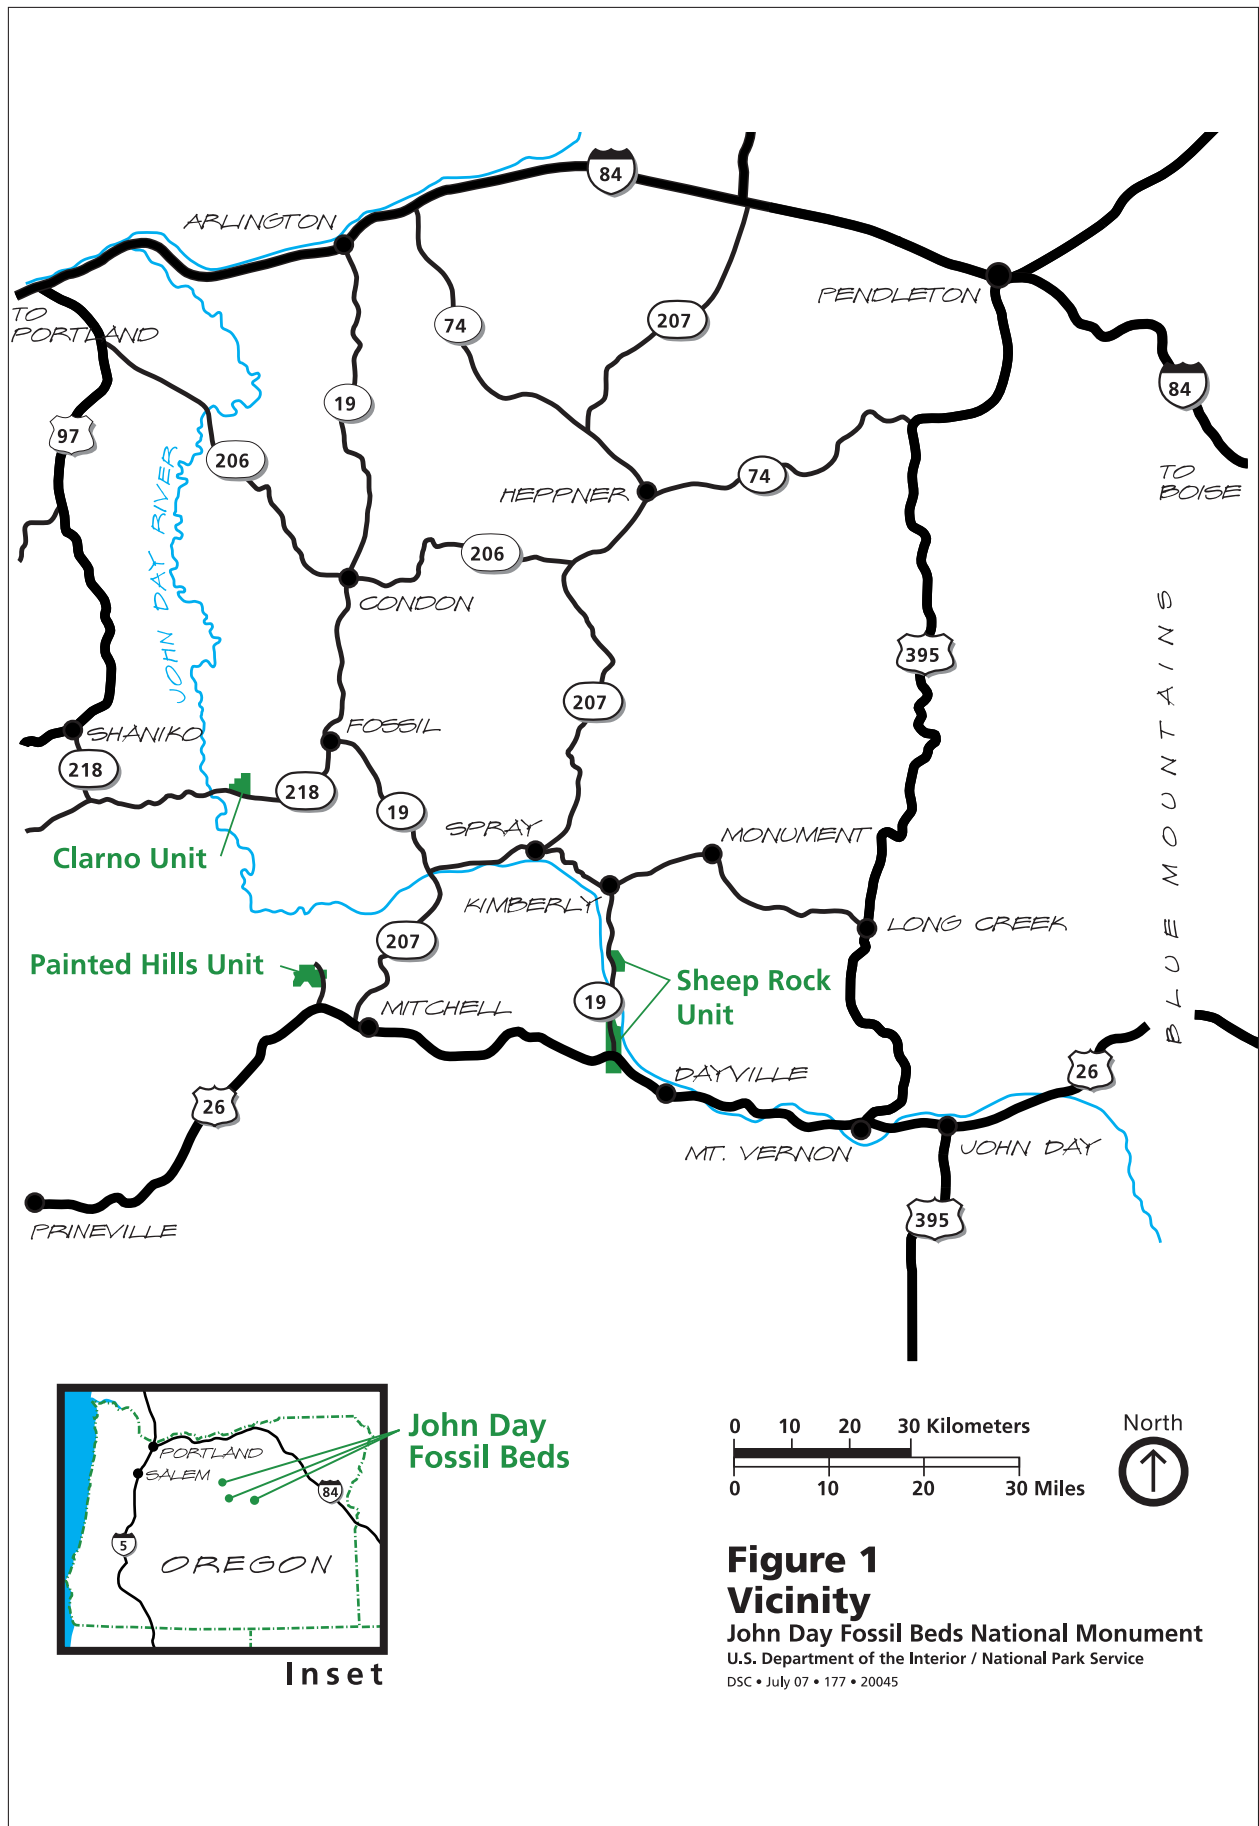 84
ARLINGTON
PENDLETON
TO
PORTLAND
74
207
84
19
97
206
JOHN DAY RIVER
HEPPNER
74
TO
BOISE
206
CONDON
395
BLUE MOUNTAINS
207
FOSSIL
SHANIKO
218
218
19
SPRAY
MONUMENT
Clarno Unit
KIMBERLY
LONG CREEK
207
Painted Hills Unit
Sheep Rock
Unit
19
MITCHELL
DAYVILLE
26
26
MT. VERNON
JOHN DAY
395
PRINEVILLE
John Day
Fossil Beds
PORTLAND
SALEM
84
5
OREGON
Inset
0 10 20 30 Kilometers
0 10 20 30 Miles
North
Figure 1
Vicinity
John Day Fossil Beds National Monument
U.S. Department of the Interior / National Park Service
DSC • July 07 • 177 • 20045